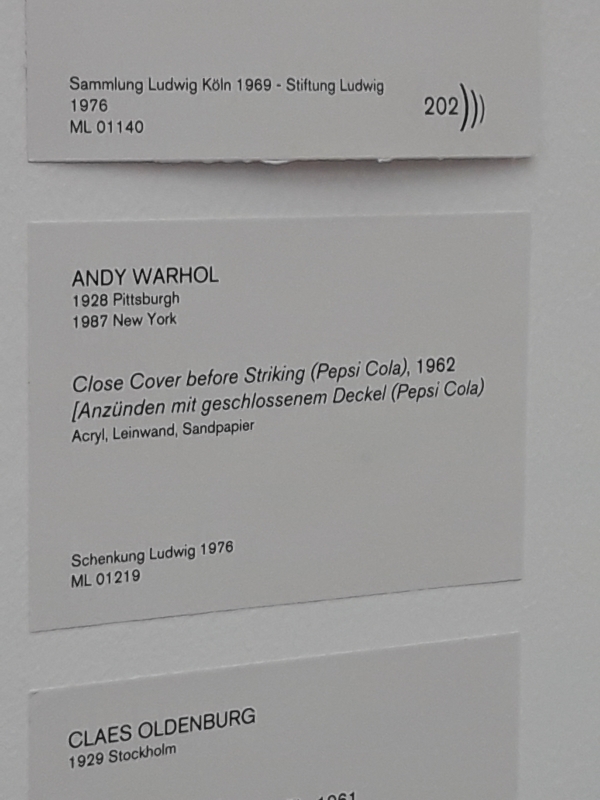 Sammlung Ludwig Köln 1969 - Stiftung Ludwig
1976
ML 01140
202
ANDY WARHOL
1928 Pittsburgh
1987 New York
Close Cover before Striking (Pepsi Cola), 1962
[Anzünden mit geschlossenem Deckel (Pepsi Cola)
Acryl, Leinwand, Sandpapier
Schenkung Ludwig 1976
ML 01219
CLAES OLDENBURG
1929 Stockholm
1961